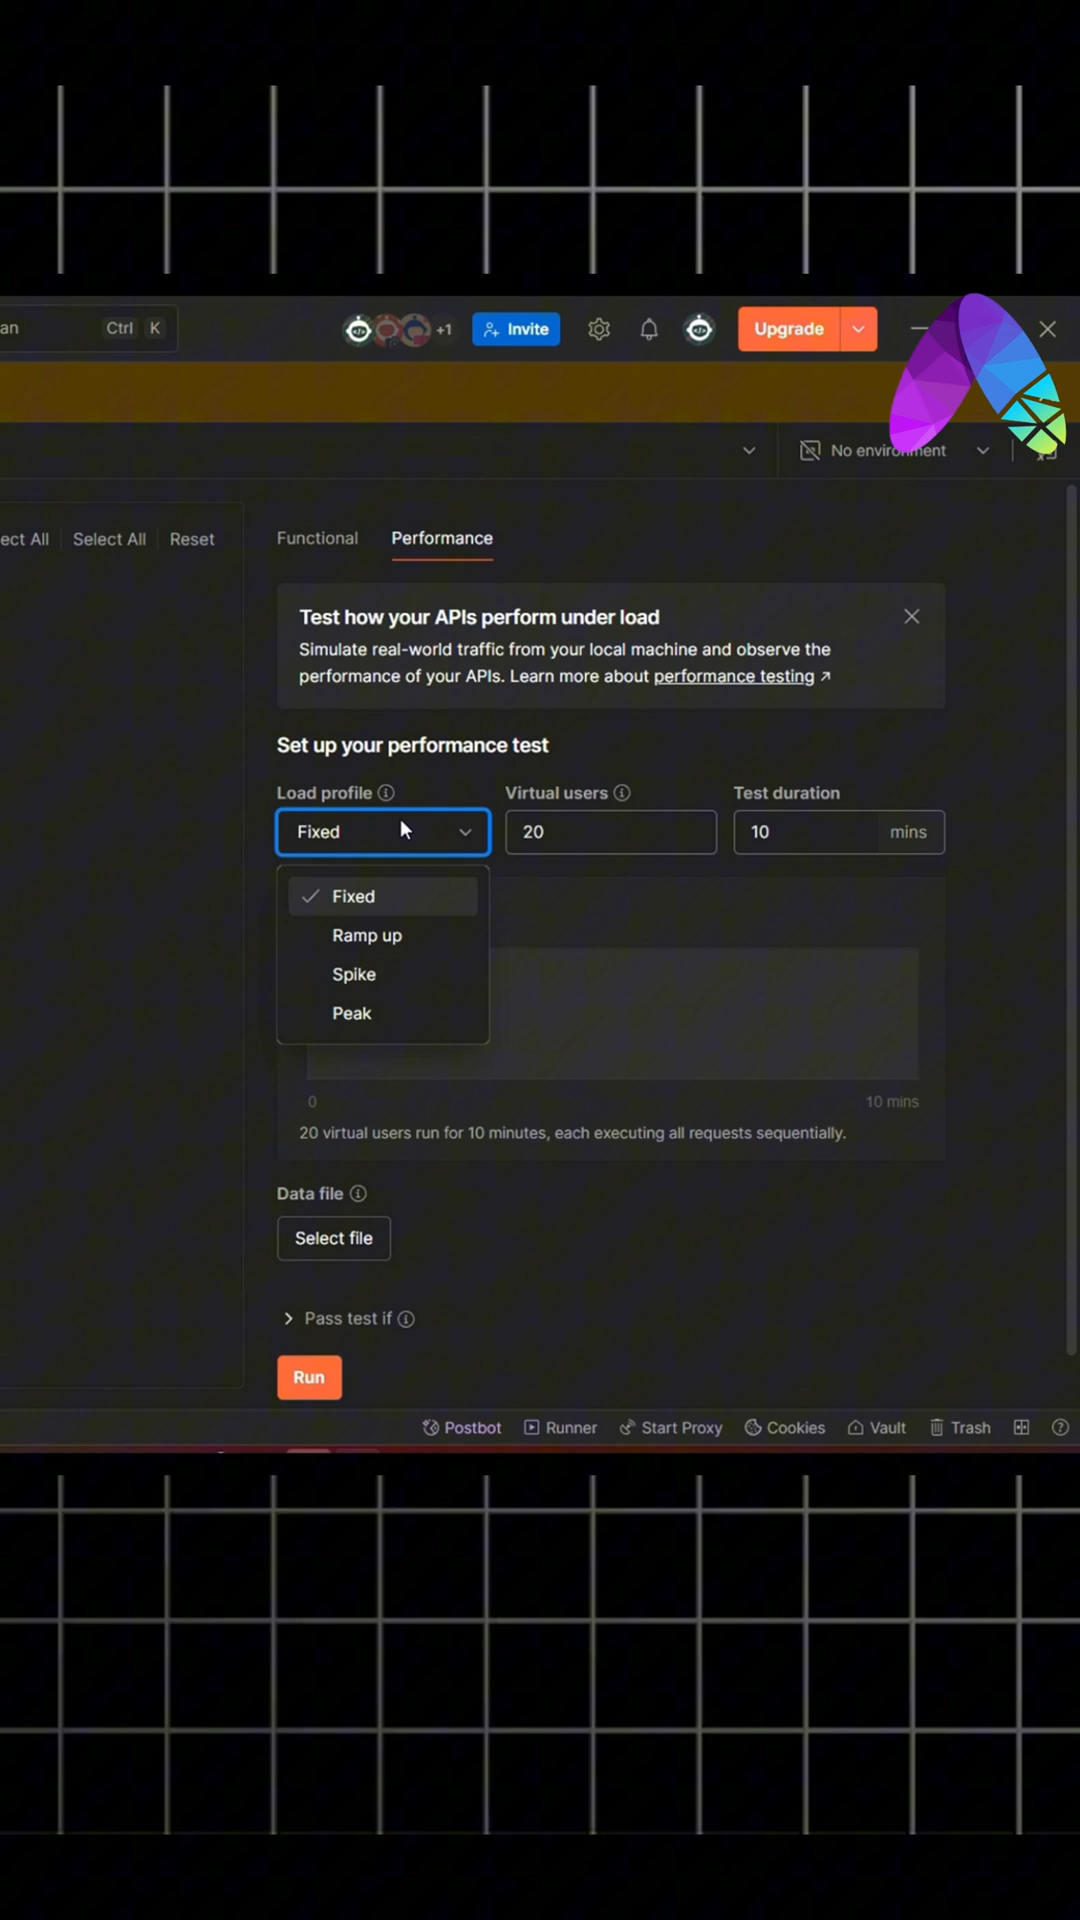 an Ctrl K +1 Invite Upgrade
No environment
ect All Select All Reset
Functional Performance
Test how your APIs perform under load
Simulate real-world traffic from your local machine and observe the
performance of your APIs. Learn more about performance testing ↗
Set up your performance test
Load profile Virtual users Test duration
Fixed 20 10 mins
Fixed
Ramp up
Spike
Peak
0 10 mins
20 virtual users run for 10 minutes, each executing all requests sequentially.
Data file
Select file
Pass test if
Run
Postbot Runner Start Proxy Cookies Vault Trash